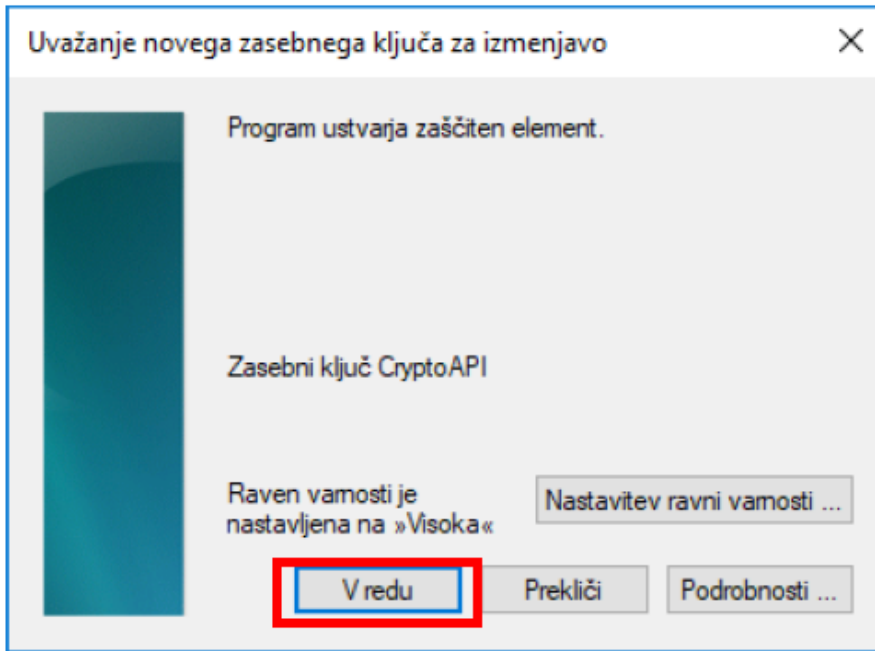 Uvažanje novega zasebnega ključa za izmenjavo
Program ustvarja zaščiten element.
Zasebni ključ CryptoAPI
Raven varnosti je
nastavljena na »Visoka«
Nastavitev ravni varnosti ...
V redu
Prekliči
Podrobnosti ...